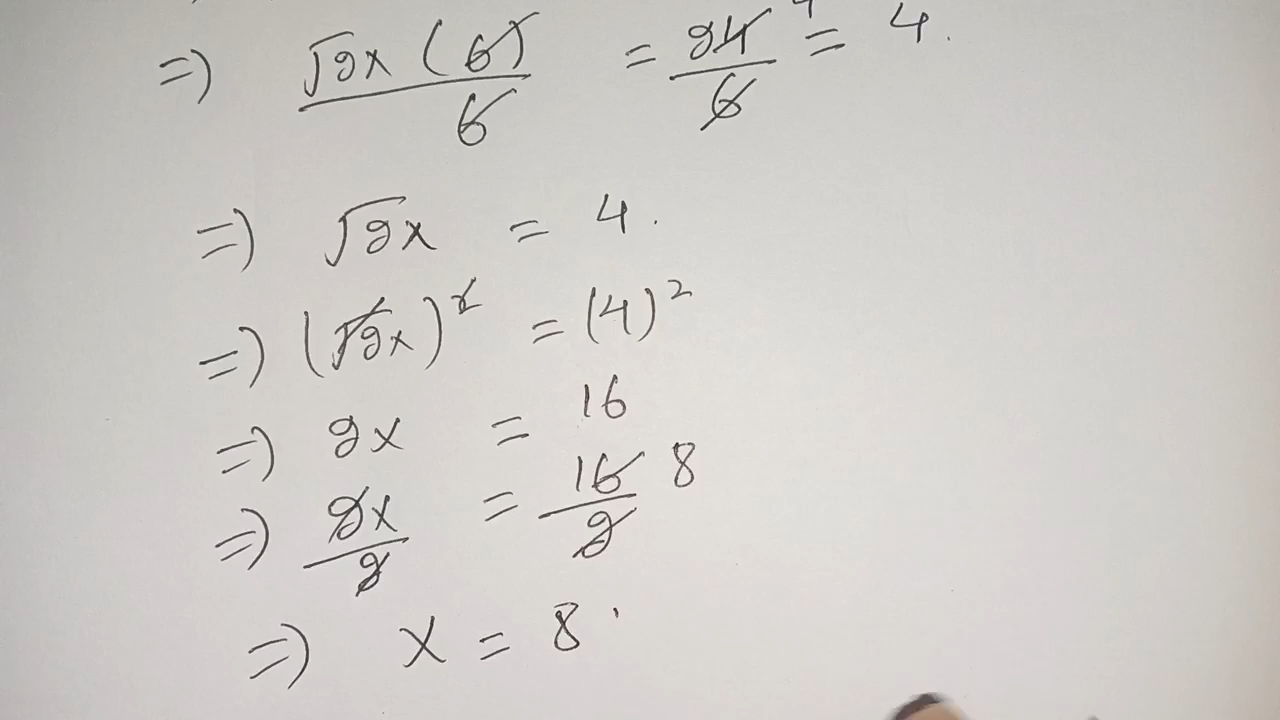 ⇒) √2x (6) / 6 = 24 / 6 4 = 4.
⇒) √2x = 4.
⇒) (√2x)² = (4)²
⇒) 2x = 16
⇒) 2x / 2 = 16 / 2 8
⇒) x = 8.